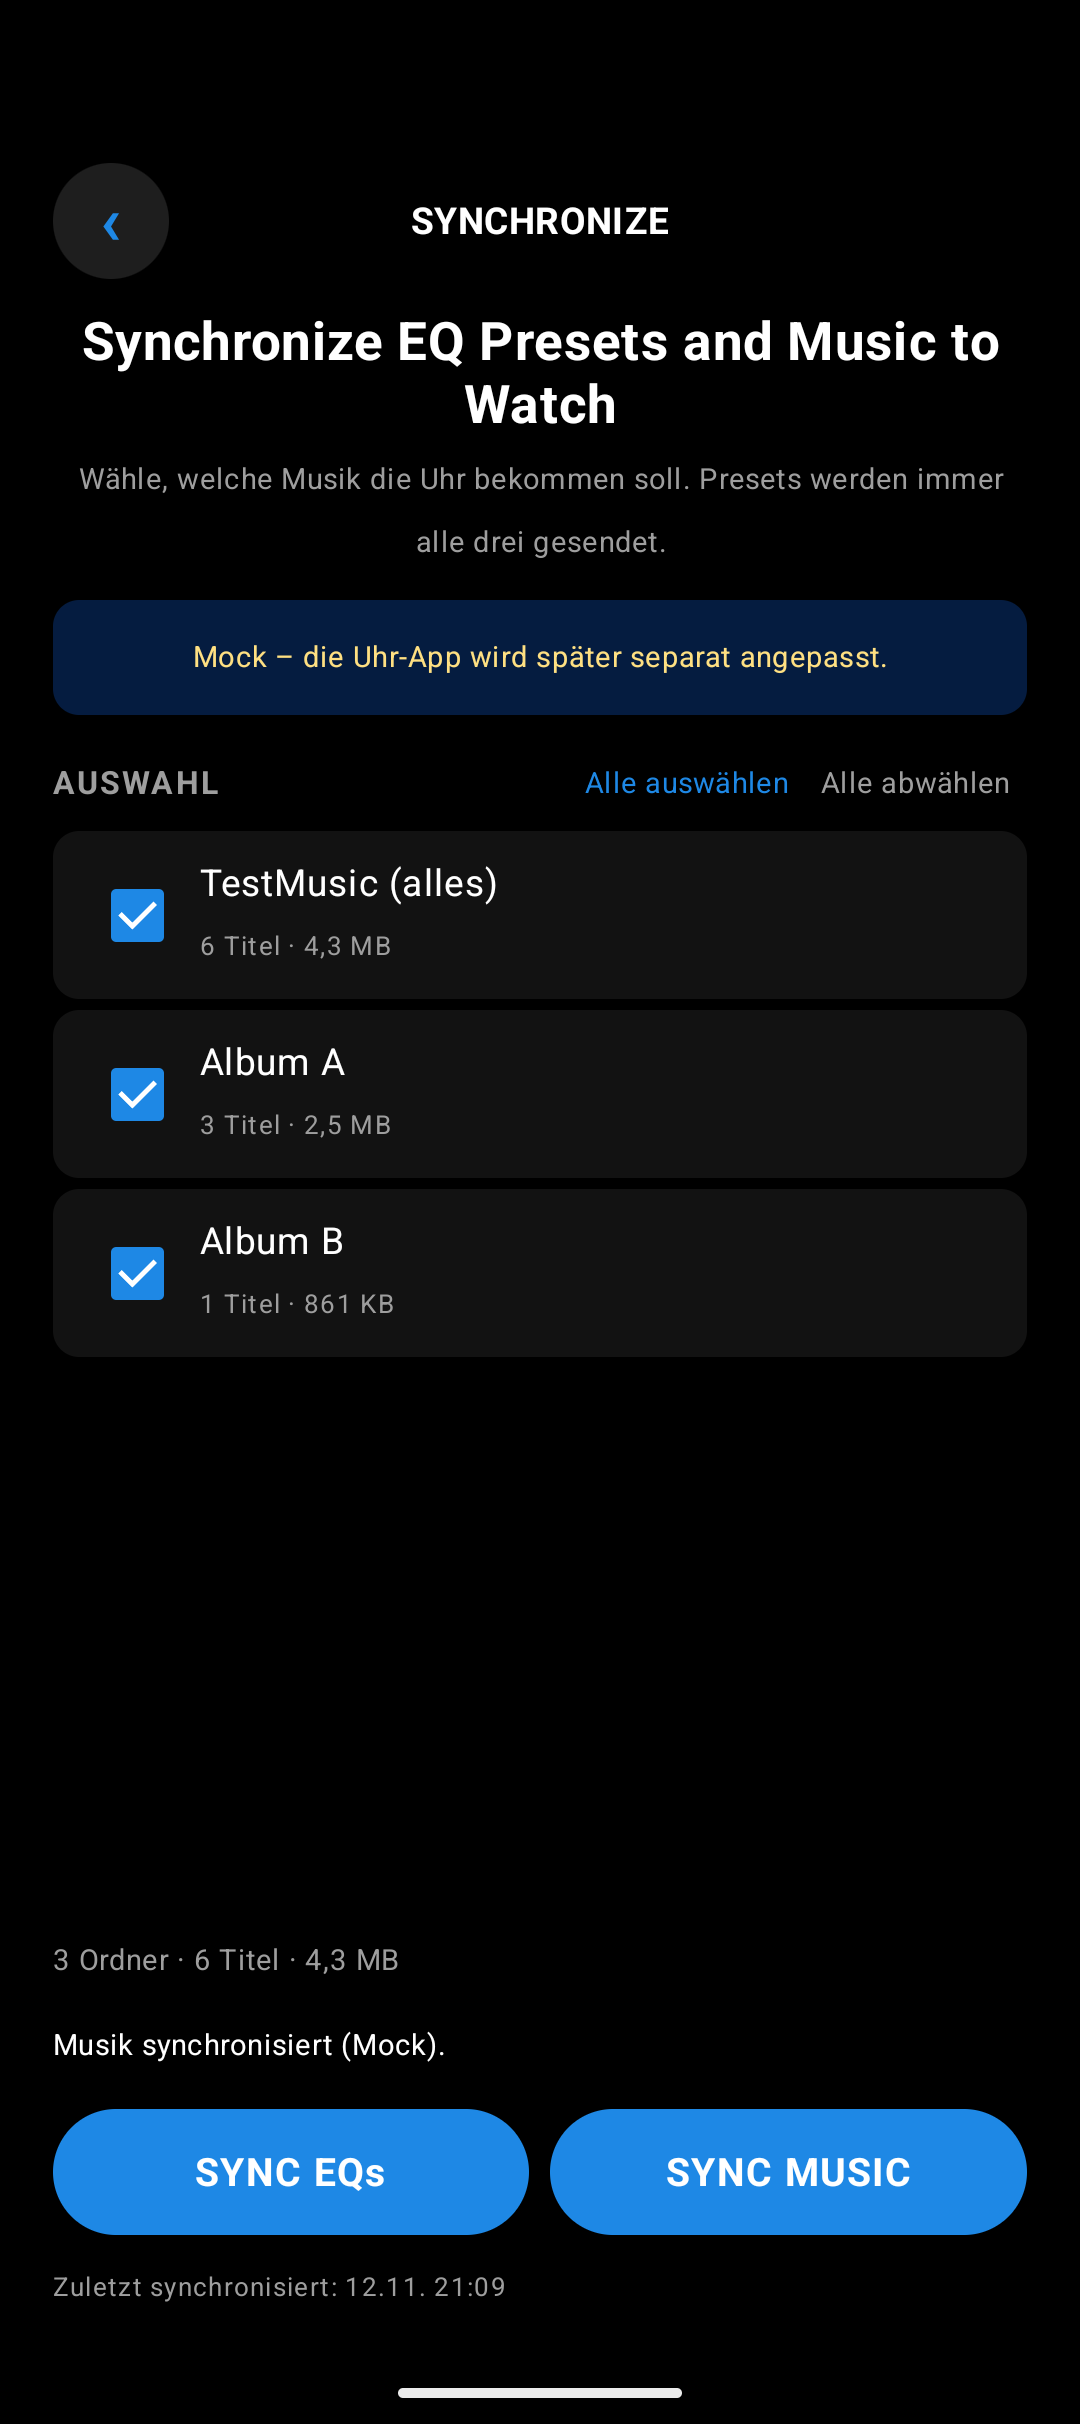 SYNCHRONIZE
Synchronize EQ Presets and Music to
Watch
Wähle, welche Musik die Uhr bekommen soll. Presets werden immer
alle drei gesendet.
Mock – die Uhr-App wird später separat angepasst.
AUSWAHL Alle auswählen Alle abwählen
TestMusic (alles)
6 Titel · 4,3 MB
Album A
3 Titel · 2,5 MB
Album B
1 Titel · 861 KB
3 Ordner · 6 Titel · 4,3 MB
Musik synchronisiert (Mock).
SYNC EQs SYNC MUSIC
Zuletzt synchronisiert: 12.11. 21:09